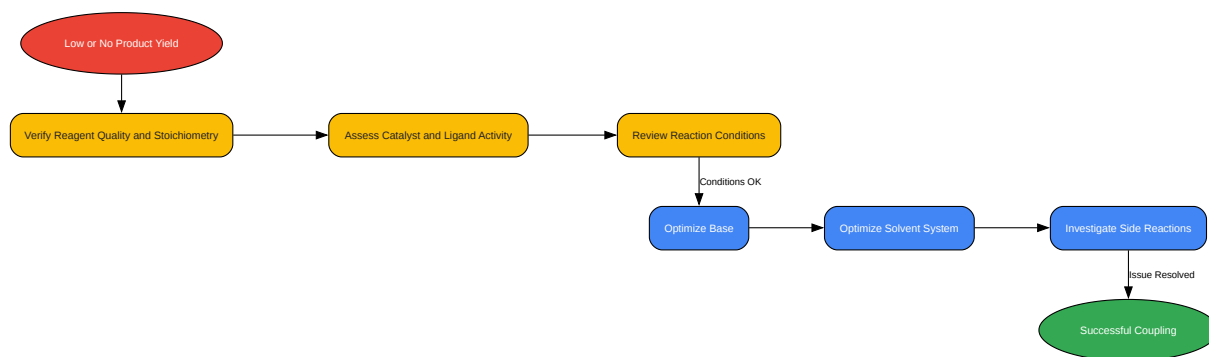 Low or No Product Yield
Verify Reagent Quality and Stoichiometry
Assess Catalyst and Ligand Activity
Review Reaction Conditions
Conditions OK
Optimize Base
Optimize Solvent System
Investigate Side Reactions
Issue Resolved
Successful Coupling